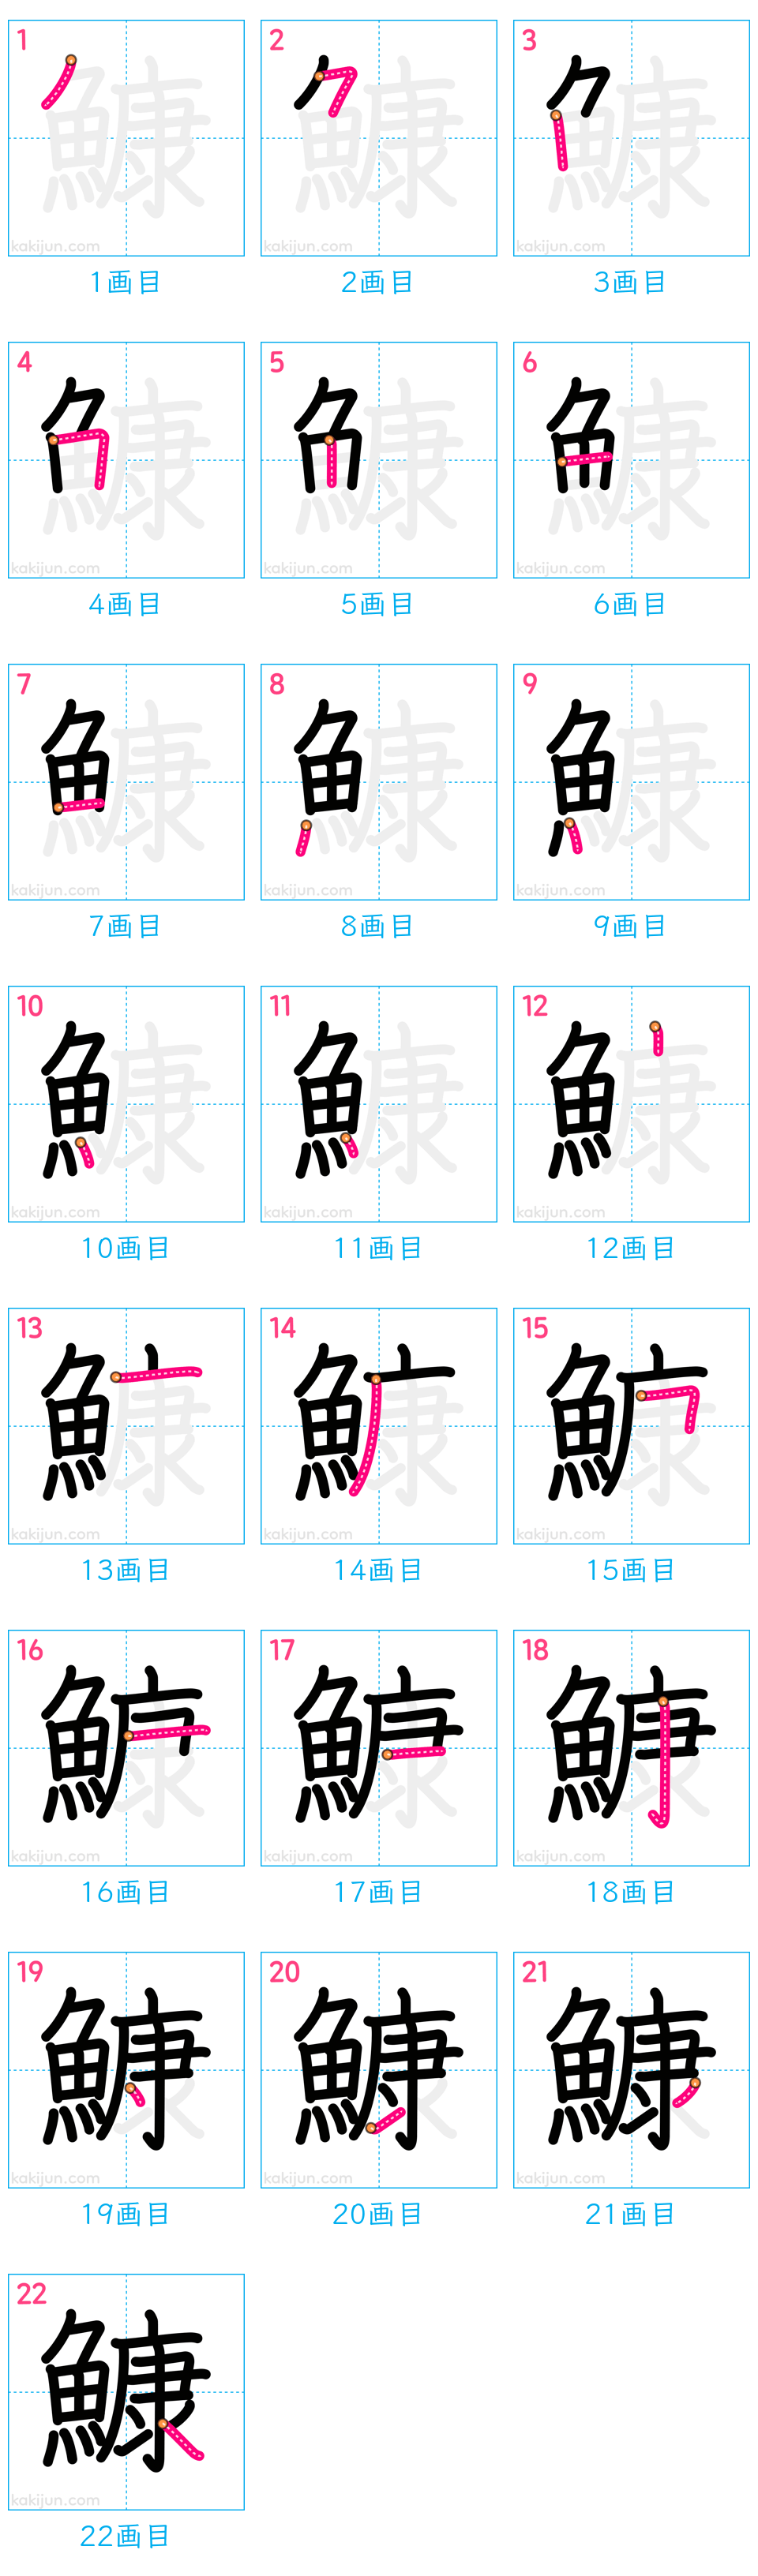 1 2 3
kakijun.com kakijun.com kakijun.com
1画目 2画目 3画目
4 5 6
kakijun.com kakijun.com kakijun.com
4画目 5画目 6画目
7 8 9
kakijun.com kakijun.com kakijun.com
7画目 8画目 9画目
10 11 12
kakijun.com kakijun.com kakijun.com
10画目 11画目 12画目
13 14 15
kakijun.com kakijun.com kakijun.com
13画目 14画目 15画目
16 17 18
kakijun.com kakijun.com kakijun.com
16画目 17画目 18画目
19 20 21
kakijun.com kakijun.com kakijun.com
19画目 20画目 21画目
22
鱇
kakijun.com
22画目